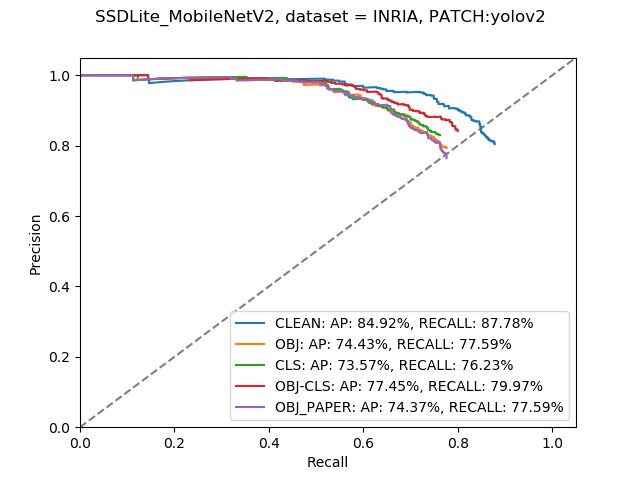 SSDLite_MobileNetV2, dataset = INRIA, PATCH:yolov2
1.0
0.8
0.6
0.4
0.2
0.0
Precision
0.0 0.2 0.4 0.6 0.8 1.0
Recall
CLEAN: AP: 84.92%, RECALL: 87.78%
OBJ: AP: 74.43%, RECALL: 77.59%
CLS: AP: 73.57%, RECALL: 76.23%
OBJ-CLS: AP: 77.45%, RECALL: 79.97%
OBJ_PAPER: AP: 74.37%, RECALL: 77.59%